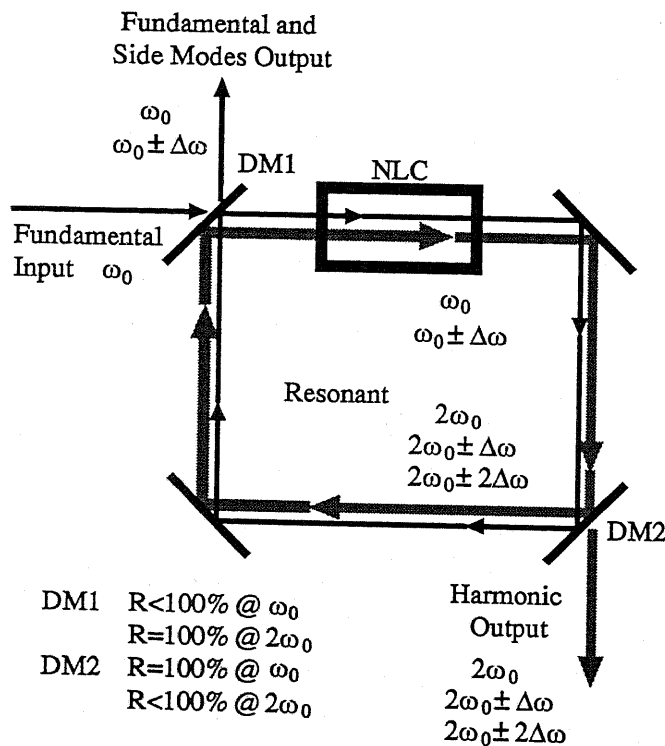 Fundamental and
Side Modes Output
ω₀
ω₀ ± Δω
DM1
NLC
Fundamental
Input ω₀
ω₀
ω₀ ± Δω
Resonant
2ω₀
2ω₀ ± Δω
2ω₀ ± 2Δω
DM2
DM1 R<100% @ ω₀
R=100% @ 2ω₀
DM2 R=100% @ ω₀
R<100% @ 2ω₀
Harmonic
Output
2ω₀
2ω₀ ± Δω
2ω₀ ± 2Δω